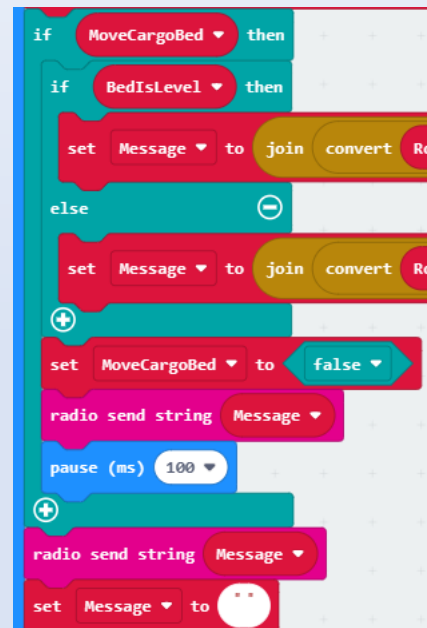 if MoveCargoBed then
if BedIsLevel then
set Message to join convert
else
set Message to join convert
set MoveCargoBed to false
radio send string Message
pause (ms) 100
radio send string Message
set Message to " "